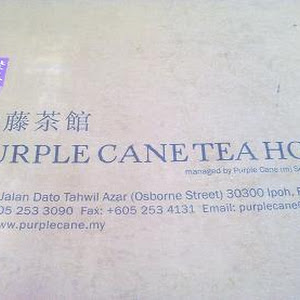 藤茶館
URPLE CANE TEA HO
managed by Purple Cane (m) S
Jalan Dato Tahwil Azar (Osborne Street) 30300 Ipoh, P
05 253 3090 Fax: +605 253 4131 Email: purplecane
www.purplecane.my